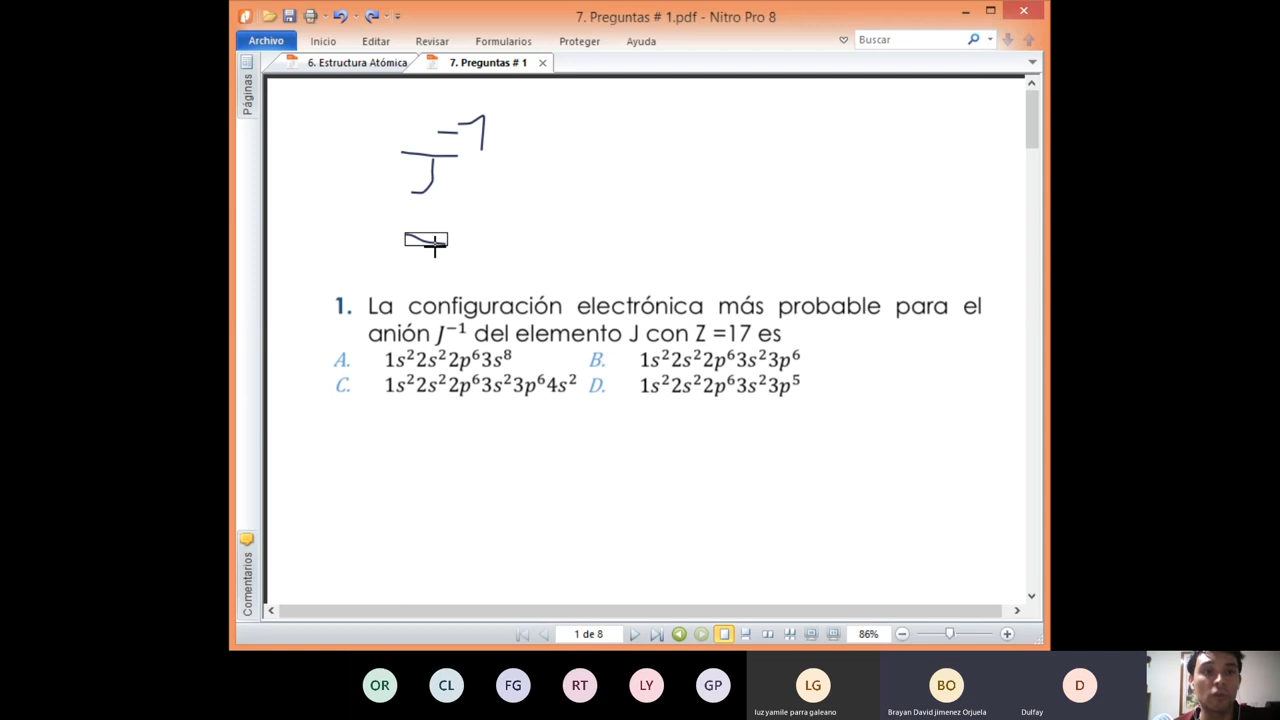 7. Preguntas # 1.pdf - Nitro Pro 8
Archivo Inicio Editar Revisar Formularios Proteger Ayuda Buscar
6. Estructura Atómica 7. Preguntas # 1
Páginas
J⁻¹
1. La configuración electrónica más probable para el
anión J⁻¹ del elemento J con Z =17 es
A. 1s²2s²2p⁶3s⁸ B. 1s²2s²2p⁶3s²3p⁶
C. 1s²2s²2p⁶3s²3p⁶4s² D. 1s²2s²2p⁶3s²3p⁵
Comentarios
1 de 8 86%
OR CL FG RT LY GP LG BO D
luz yamile parra galeano Brayan David jimenez Orjuela Dulfay